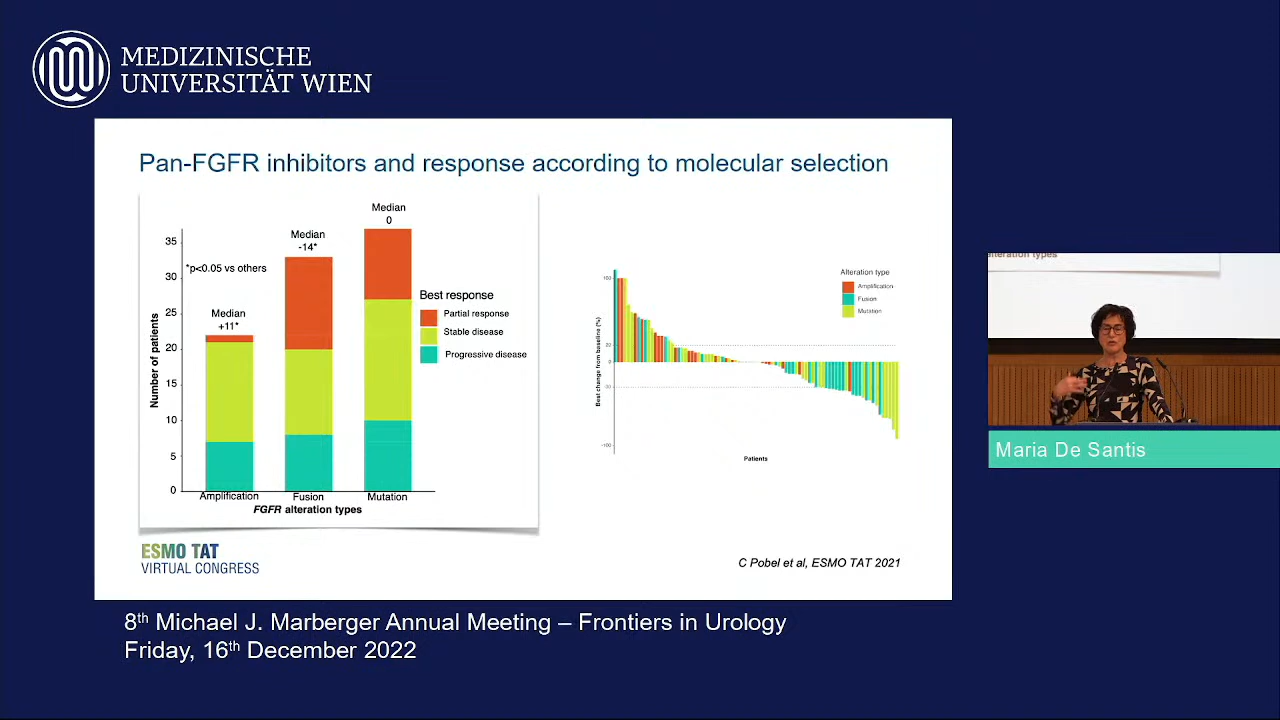 MEDIZINISCHE
UNIVERSITÄT WIEN
Pan-FGFR inhibitors and response according to molecular selection
Median
0
Median
-14*
35
*p<0.05 vs others
30
Best response
Median
+11*
25
Partial response
Stable disease
Progressive disease
20
15
10
5
0
Number of patients
Amplification
Fusion
Mutation
FGFR alteration types
Alteration type
Amplification
Fusion
Mutation
100
20
0
-30
-100
Best change from baseline (%)
Patients
ESMO TAT
VIRTUAL CONGRESS
C Pobel et al, ESMO TAT 2021
alteration types
Maria De Santis
8th Michael J. Marberger Annual Meeting – Frontiers in Urology
Friday, 16th December 2022